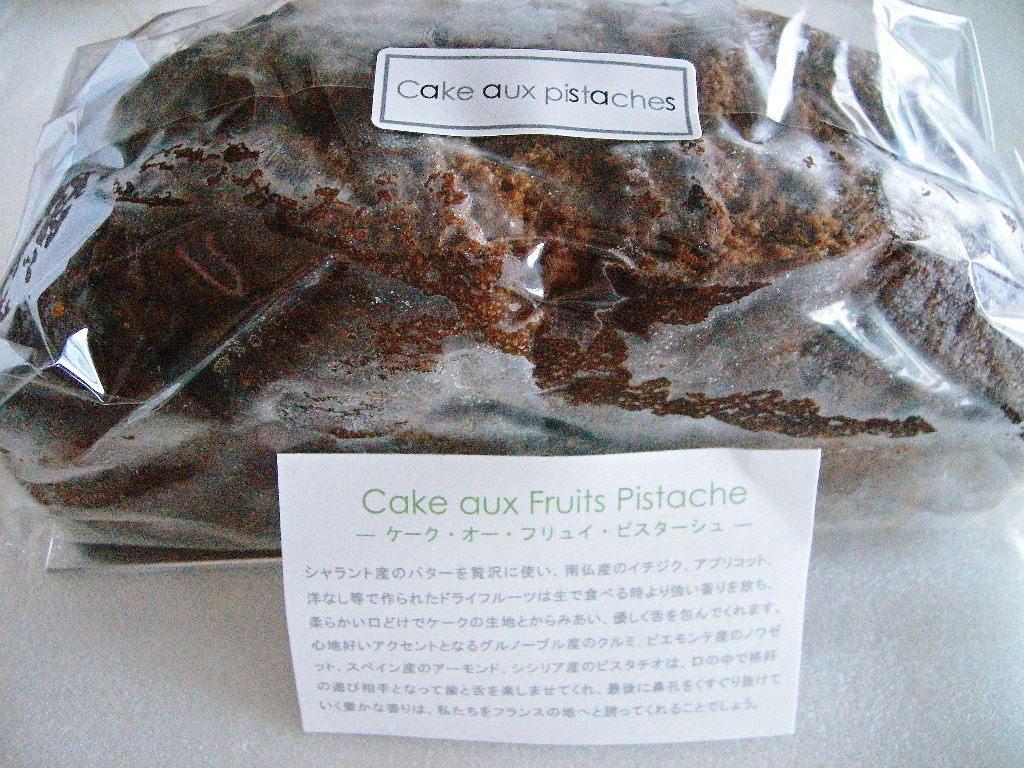 Cake aux pistaches
Cake aux Fruits Pistache
― ケーク・オー・フリュイ・ピスターシュ ―
シャラント産のバターを贅沢に使い、南仏産のイチジク、アプリコット、
洋なし等で作られたドライフルーツは生で食べる時より強い香りを放ち、
柔らかい口どけでケークの生地とからみあい、優しく舌を包んでくれます。
心地好いアクセントとなるグルノーブル産のクルミ、ピエモンテ産のノワゼ
ット、スペイン産のアーモンド、シシリア産のピスタチオは、口の中で格好
の遊び相手となって歯と舌を楽しませてくれ、最後に鼻孔をくすぐり抜けて
いく豊かな香りは、私たちをフランスの地へと誘ってくれることでしょう。